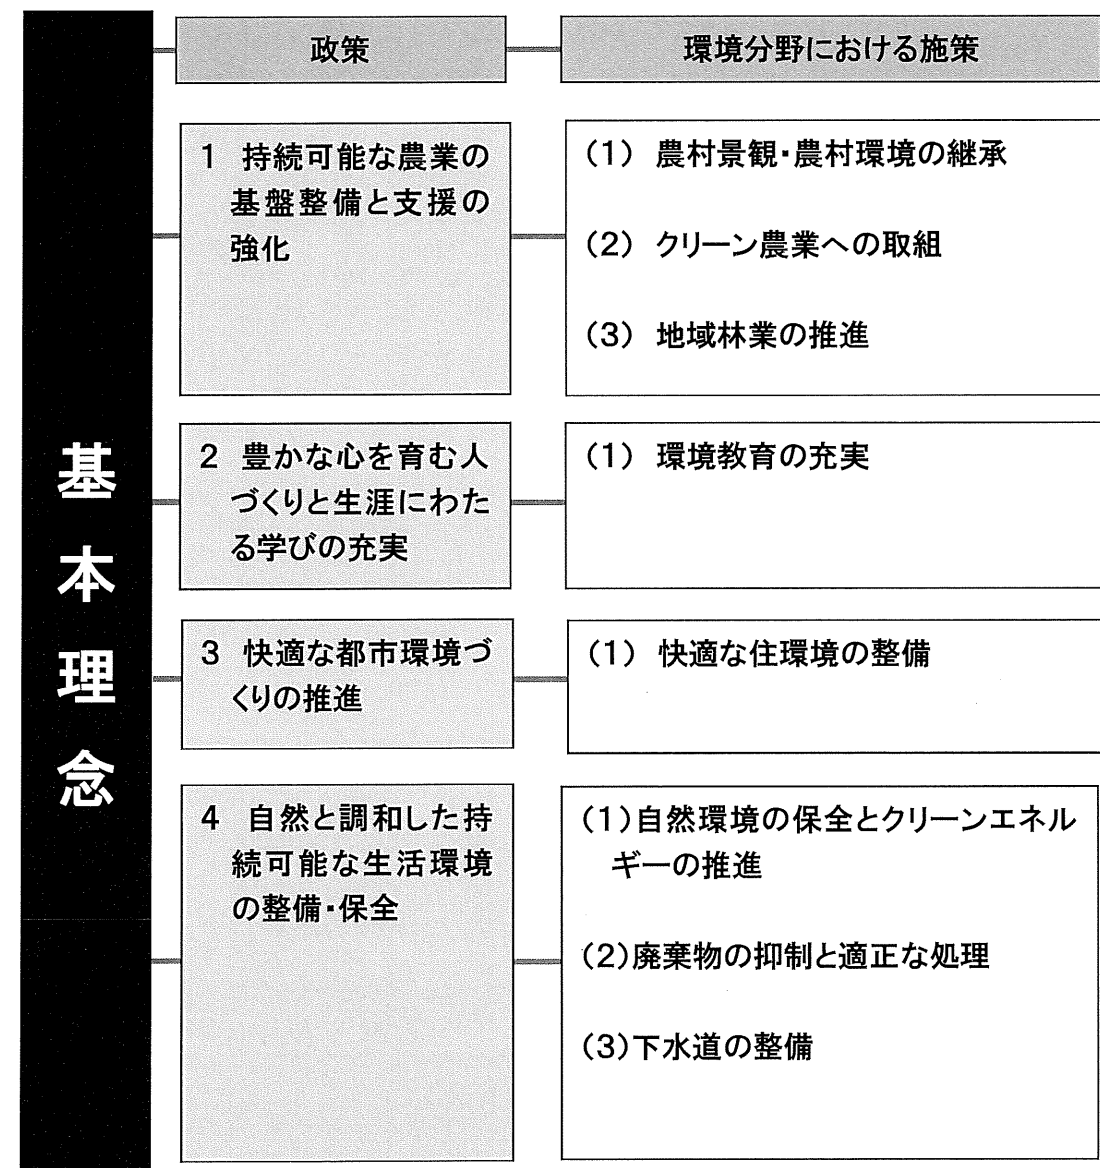 基本理念
政策
環境分野における施策
1 持続可能な農業の
基盤整備と支援の
強化
(1) 農村景観・農村環境の継承
(2) クリーン農業への取組
(3) 地域林業の推進
2 豊かな心を育む人
づくりと生涯にわた
る学びの充実
(1) 環境教育の充実
3 快適な都市環境づ
くりの推進
(1) 快適な住環境の整備
4 自然と調和した持
続可能な生活環境
の整備・保全
(1)自然環境の保全とクリーンエネル
ギーの推進
(2)廃棄物の抑制と適正な処理
(3)下水道の整備